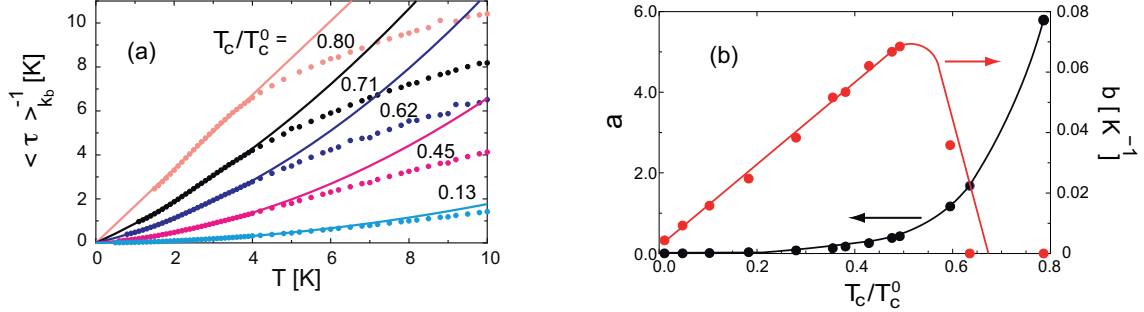 (a)
T_c/T_c^0 =
0.80
0.71
0.62
0.45
0.13
< τ >^{-1}_{k_b} [K]
10
8
6
4
2
0
0 2 4 6 8 10
T [K]
(b)
a
6.0
4.0
2.0
0.0
0.0 0.2 0.4 0.6 0.8
T_c/T_c^0
0.08
0.06
0.04
0.02
0
b [ K^{-1} ]